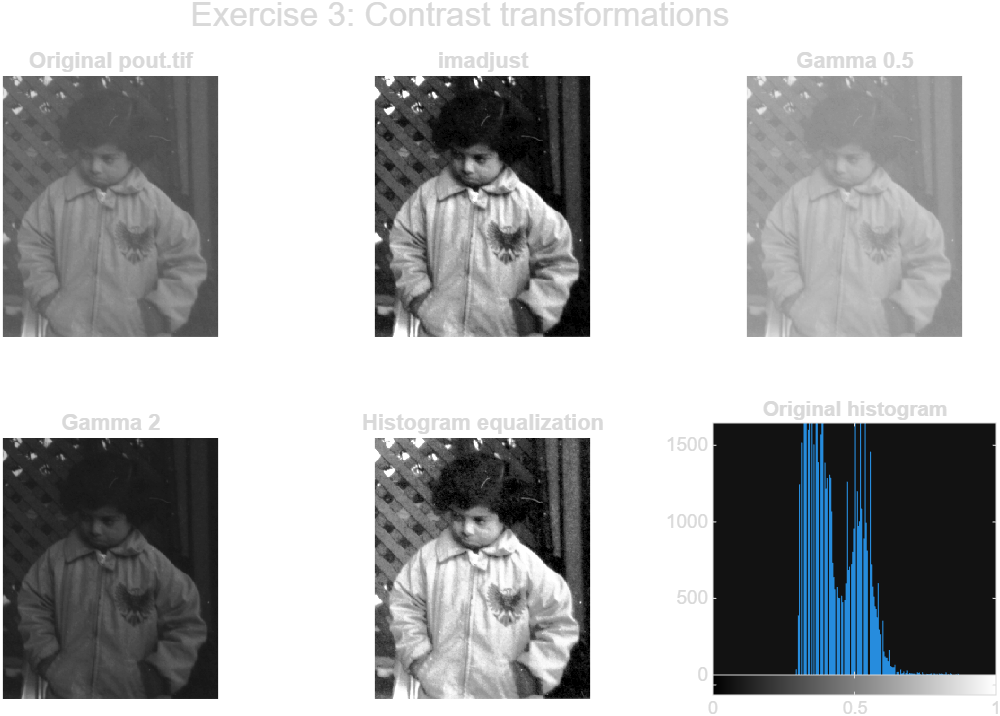 Exercise 3: Contrast transformations
Original pout.tif
imadjust
Gamma 0.5
Gamma 2
Histogram equalization
Original histogram
1500
1000
500
0
0 0.5 1